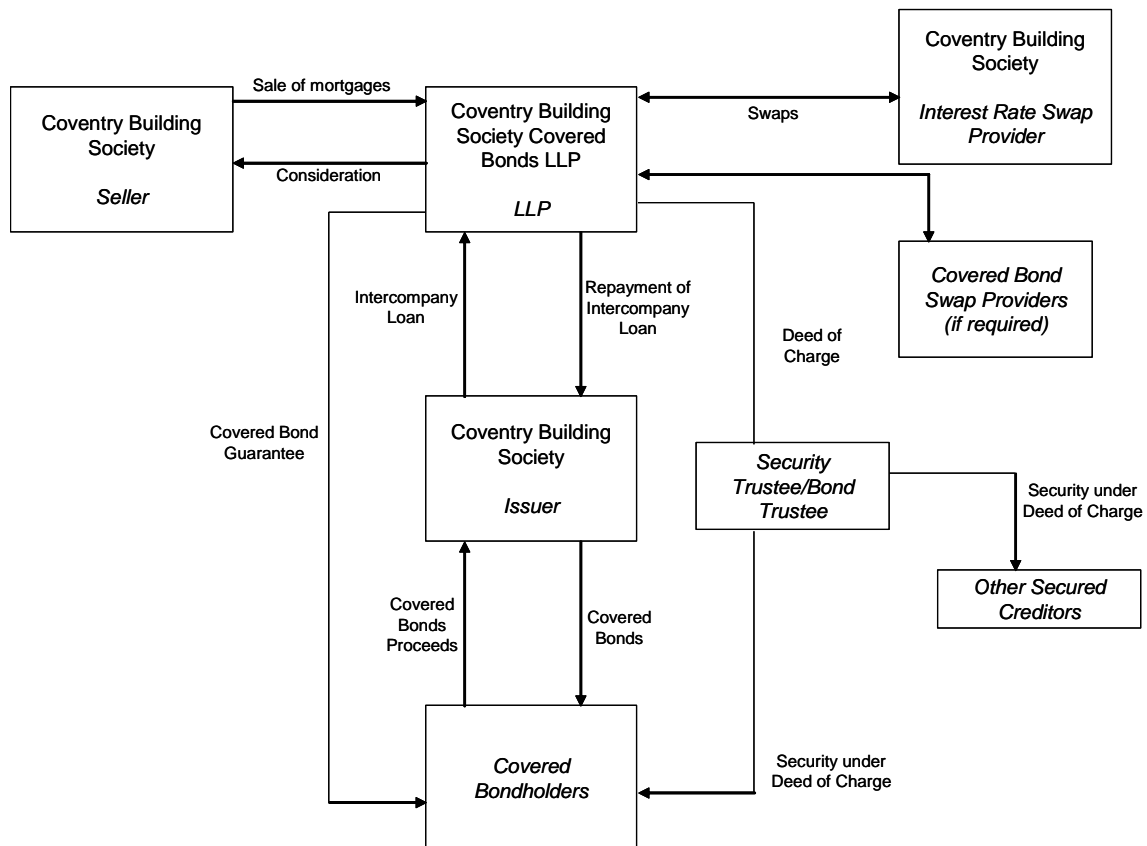 Coventry Building
Society
Interest Rate Swap
Provider
Sale of mortgages
Coventry Building
Society
Seller
Coventry Building
Society Covered
Bonds LLP
LLP
Swaps
Consideration
Covered Bond
Swap Providers
(if required)
Intercompany
Loan
Repayment of
Intercompany
Loan
Deed of
Charge
Covered Bond
Guarantee
Coventry Building
Society
Issuer
Security
Trustee/Bond
Trustee
Security under
Deed of Charge
Other Secured
Creditors
Covered
Bonds
Proceeds
Covered
Bonds
Covered
Bondholders
Security under
Deed of Charge